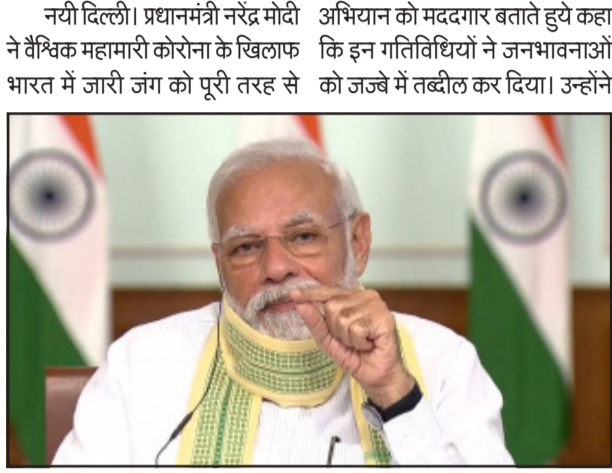 नयी दिल्ली। प्रधानमंत्री नरेंद्र मोदी
ने वैश्विक महामारी कोरोना के खिलाफ
भारत में जारी जंग को पूरी तरह से
अभियान को मददगार बताते हुये कहा
कि इन गतिविधियों ने जनभावनाओं
को जज्बे में तब्दील कर दिया। उन्होंने